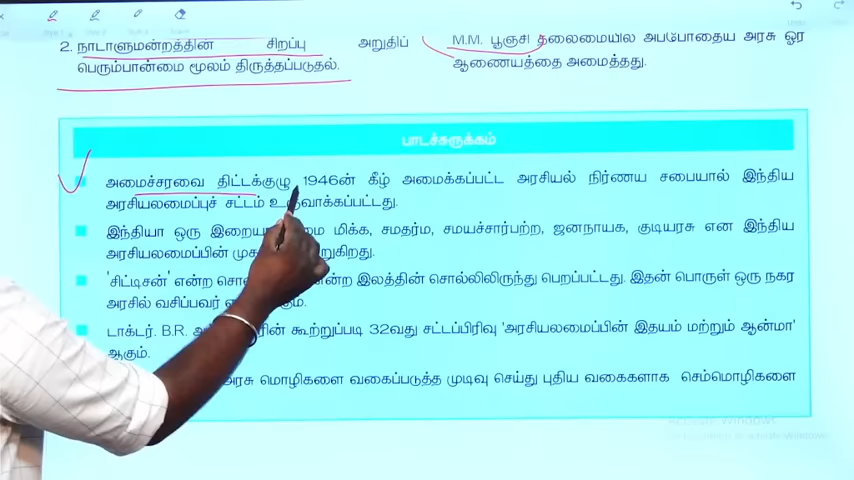 2. நாடாளுமன்றத்தின் சிறப்பு அறுதிப்
பெரும்பான்மை மூலம் திருத்தப்படுதல்.
M.M. பூஞ்சி தலைமையில் அப்போதைய அரசு ஓர்
ஆணையத்தை அமைத்தது.
பாடச்சுருக்கம்
அமைச்சரவை திட்டக்குழு 1946ன் கீழ் அமைக்கப்பட்ட அரசியல் நிர்ணய சபையால் இந்திய
அரசியலமைப்புச் சட்டம் உருவாக்கப்பட்டது.
இந்தியா ஒரு மிக்க, சமதர்ம, சமயச்சார்பற்ற, ஜனநாயக, குடியரசு என இந்திய
அரசியலமைப்பின்
'சிட்டிசன்' என்ற என்ற இலத்தின் சொல்லிலிருந்து பெறப்பட்டது. இதன் பொருள் ஒரு நகர
அரசில் வசிப்பவர்
டாக்டர். B.R. கூற்றுப்படி 32வது சட்டப்பிரிவு 'அரசியலமைப்பின் இதயம் மற்றும் ஆன்மா'
ஆகும்.
அரசு மொழிகளை வகைப்படுத்த முடிவு செய்து புதிய வகைகளாக செம்மொழிகளை